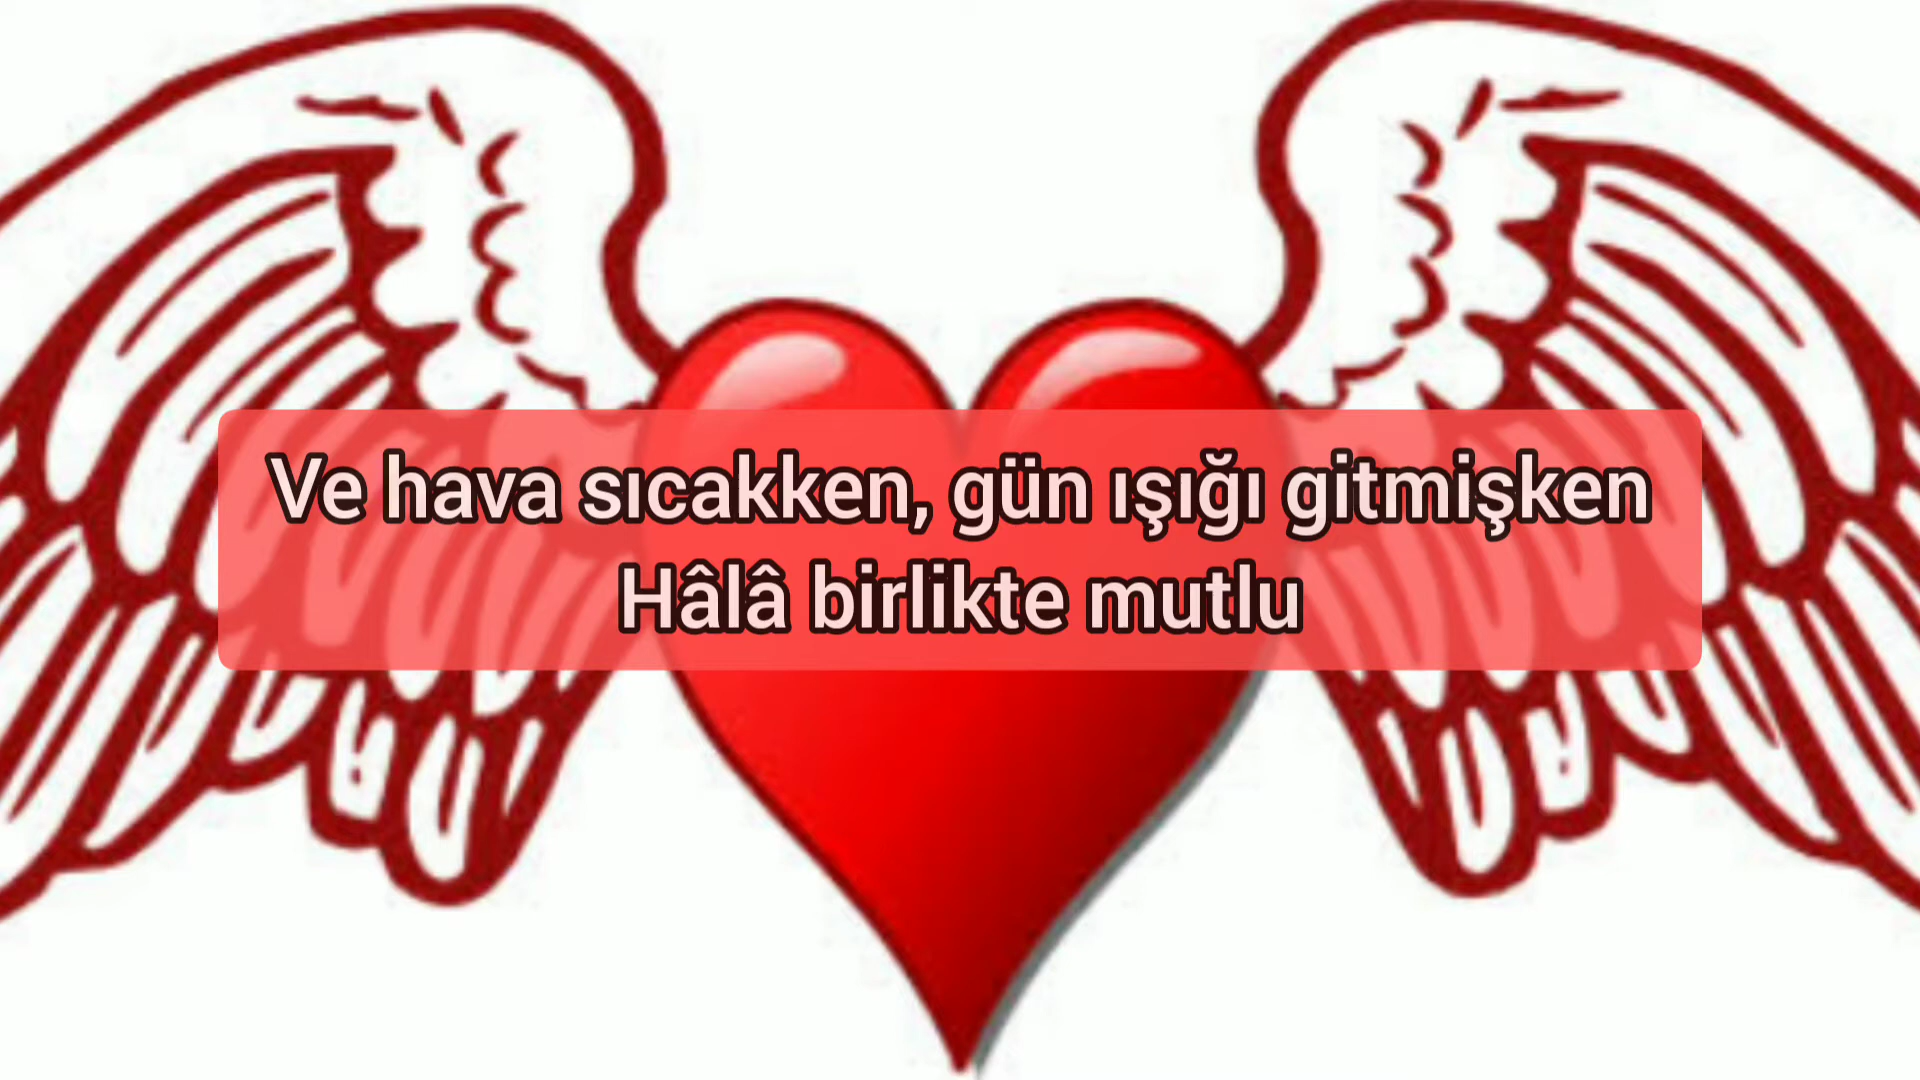 Ve hava sıcakken, gün ışığı gitmişken
Hâlâ birlikte mutlu